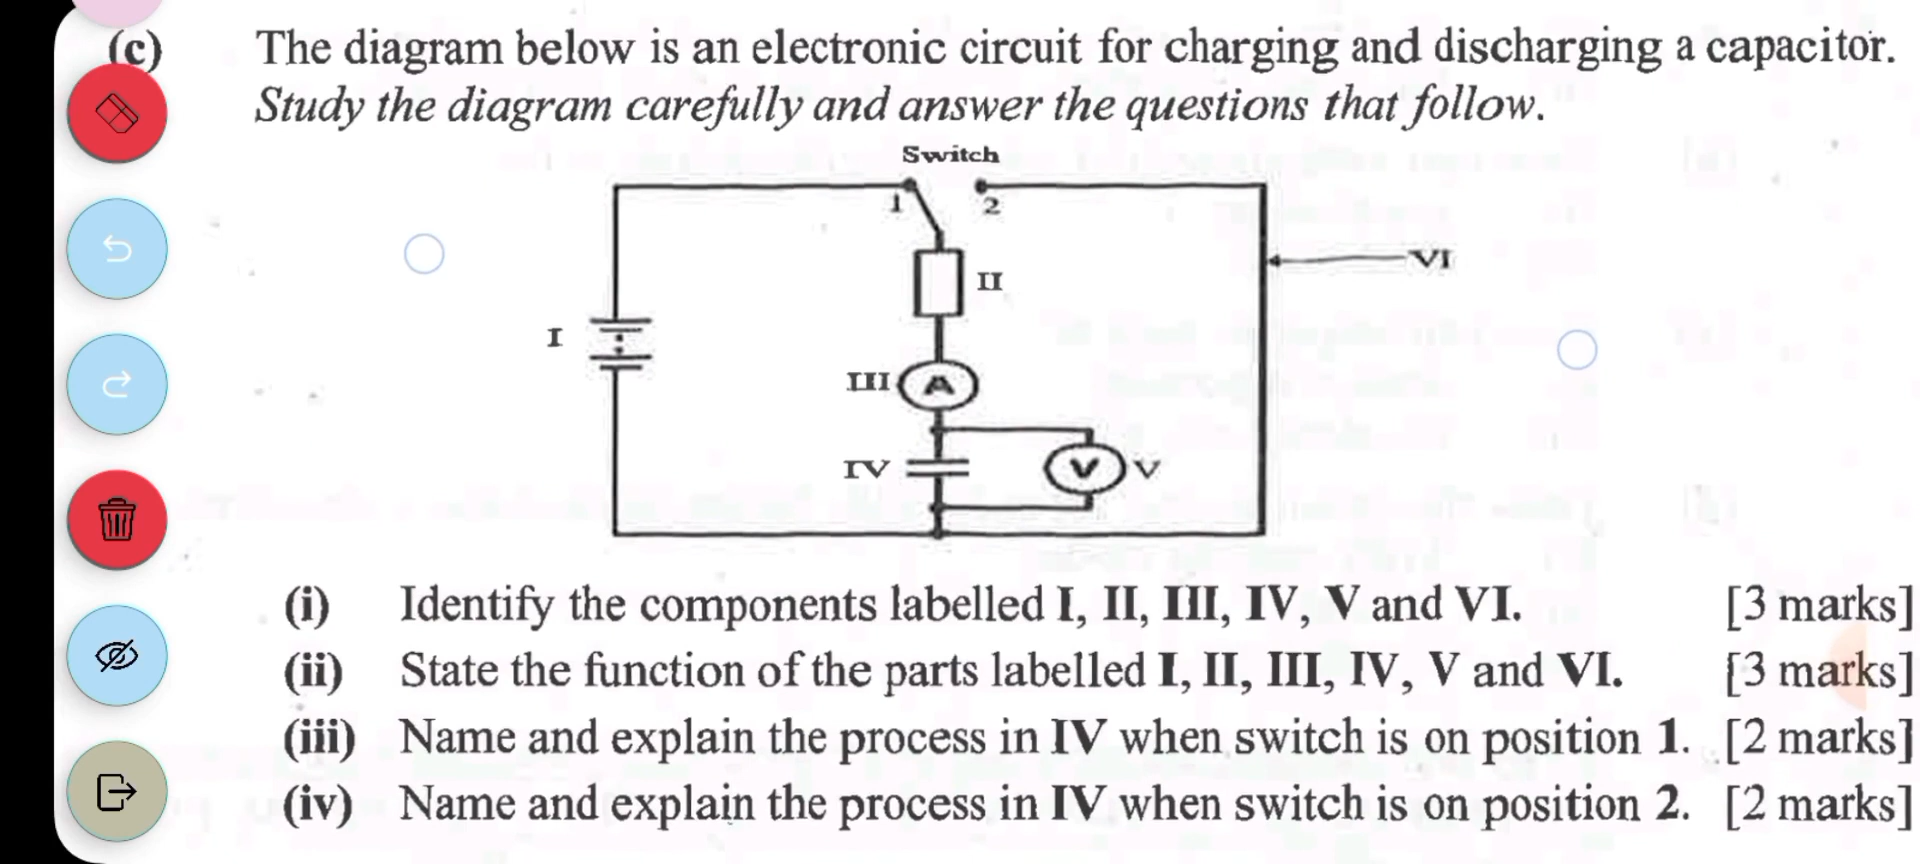 (c) The diagram below is an electronic circuit for charging and discharging a capacitor.
Study the diagram carefully and answer the questions that follow.
Switch
1 2
II
VI
I
III A
IV V V
(i) Identify the components labelled I, II, III, IV, V and VI. [3 marks]
(ii) State the function of the parts labelled I, II, III, IV, V and VI. [3 marks]
(iii) Name and explain the process in IV when switch is on position 1. [2 marks]
(iv) Name and explain the process in IV when switch is on position 2. [2 marks]